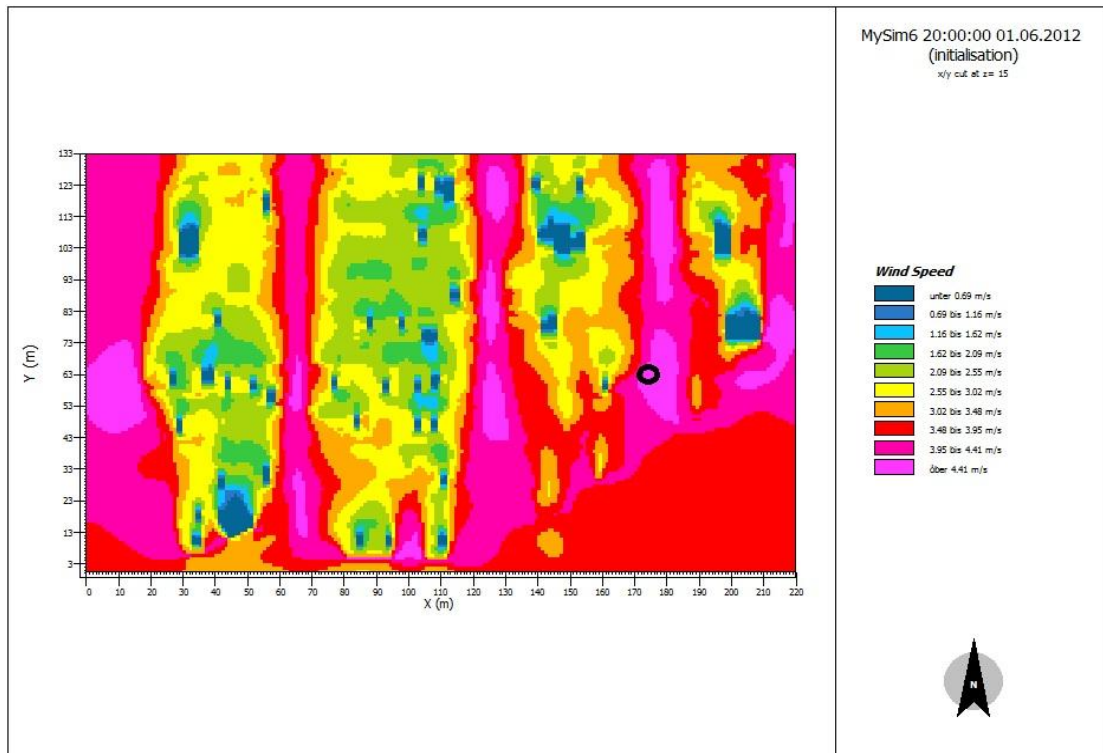 MySim6 20:00:00 01.06.2012
(initialisation)
x/y cut at z= 15
133
123
113
103
93
83
73
63
53
43
33
23
13
3
Y (m)
0 10 20 30 40 50 60 70 80 90 100 110 120 130 140 150 160 170 180 190 200 210 220
X (m)
Wind Speed
unter 0.69 m/s
0.69 bis 1.16 m/s
1.16 bis 1.62 m/s
1.62 bis 2.09 m/s
2.09 bis 2.55 m/s
2.55 bis 3.02 m/s
3.02 bis 3.48 m/s
3.48 bis 3.95 m/s
3.95 bis 4.41 m/s
öber 4.41 m/s
N